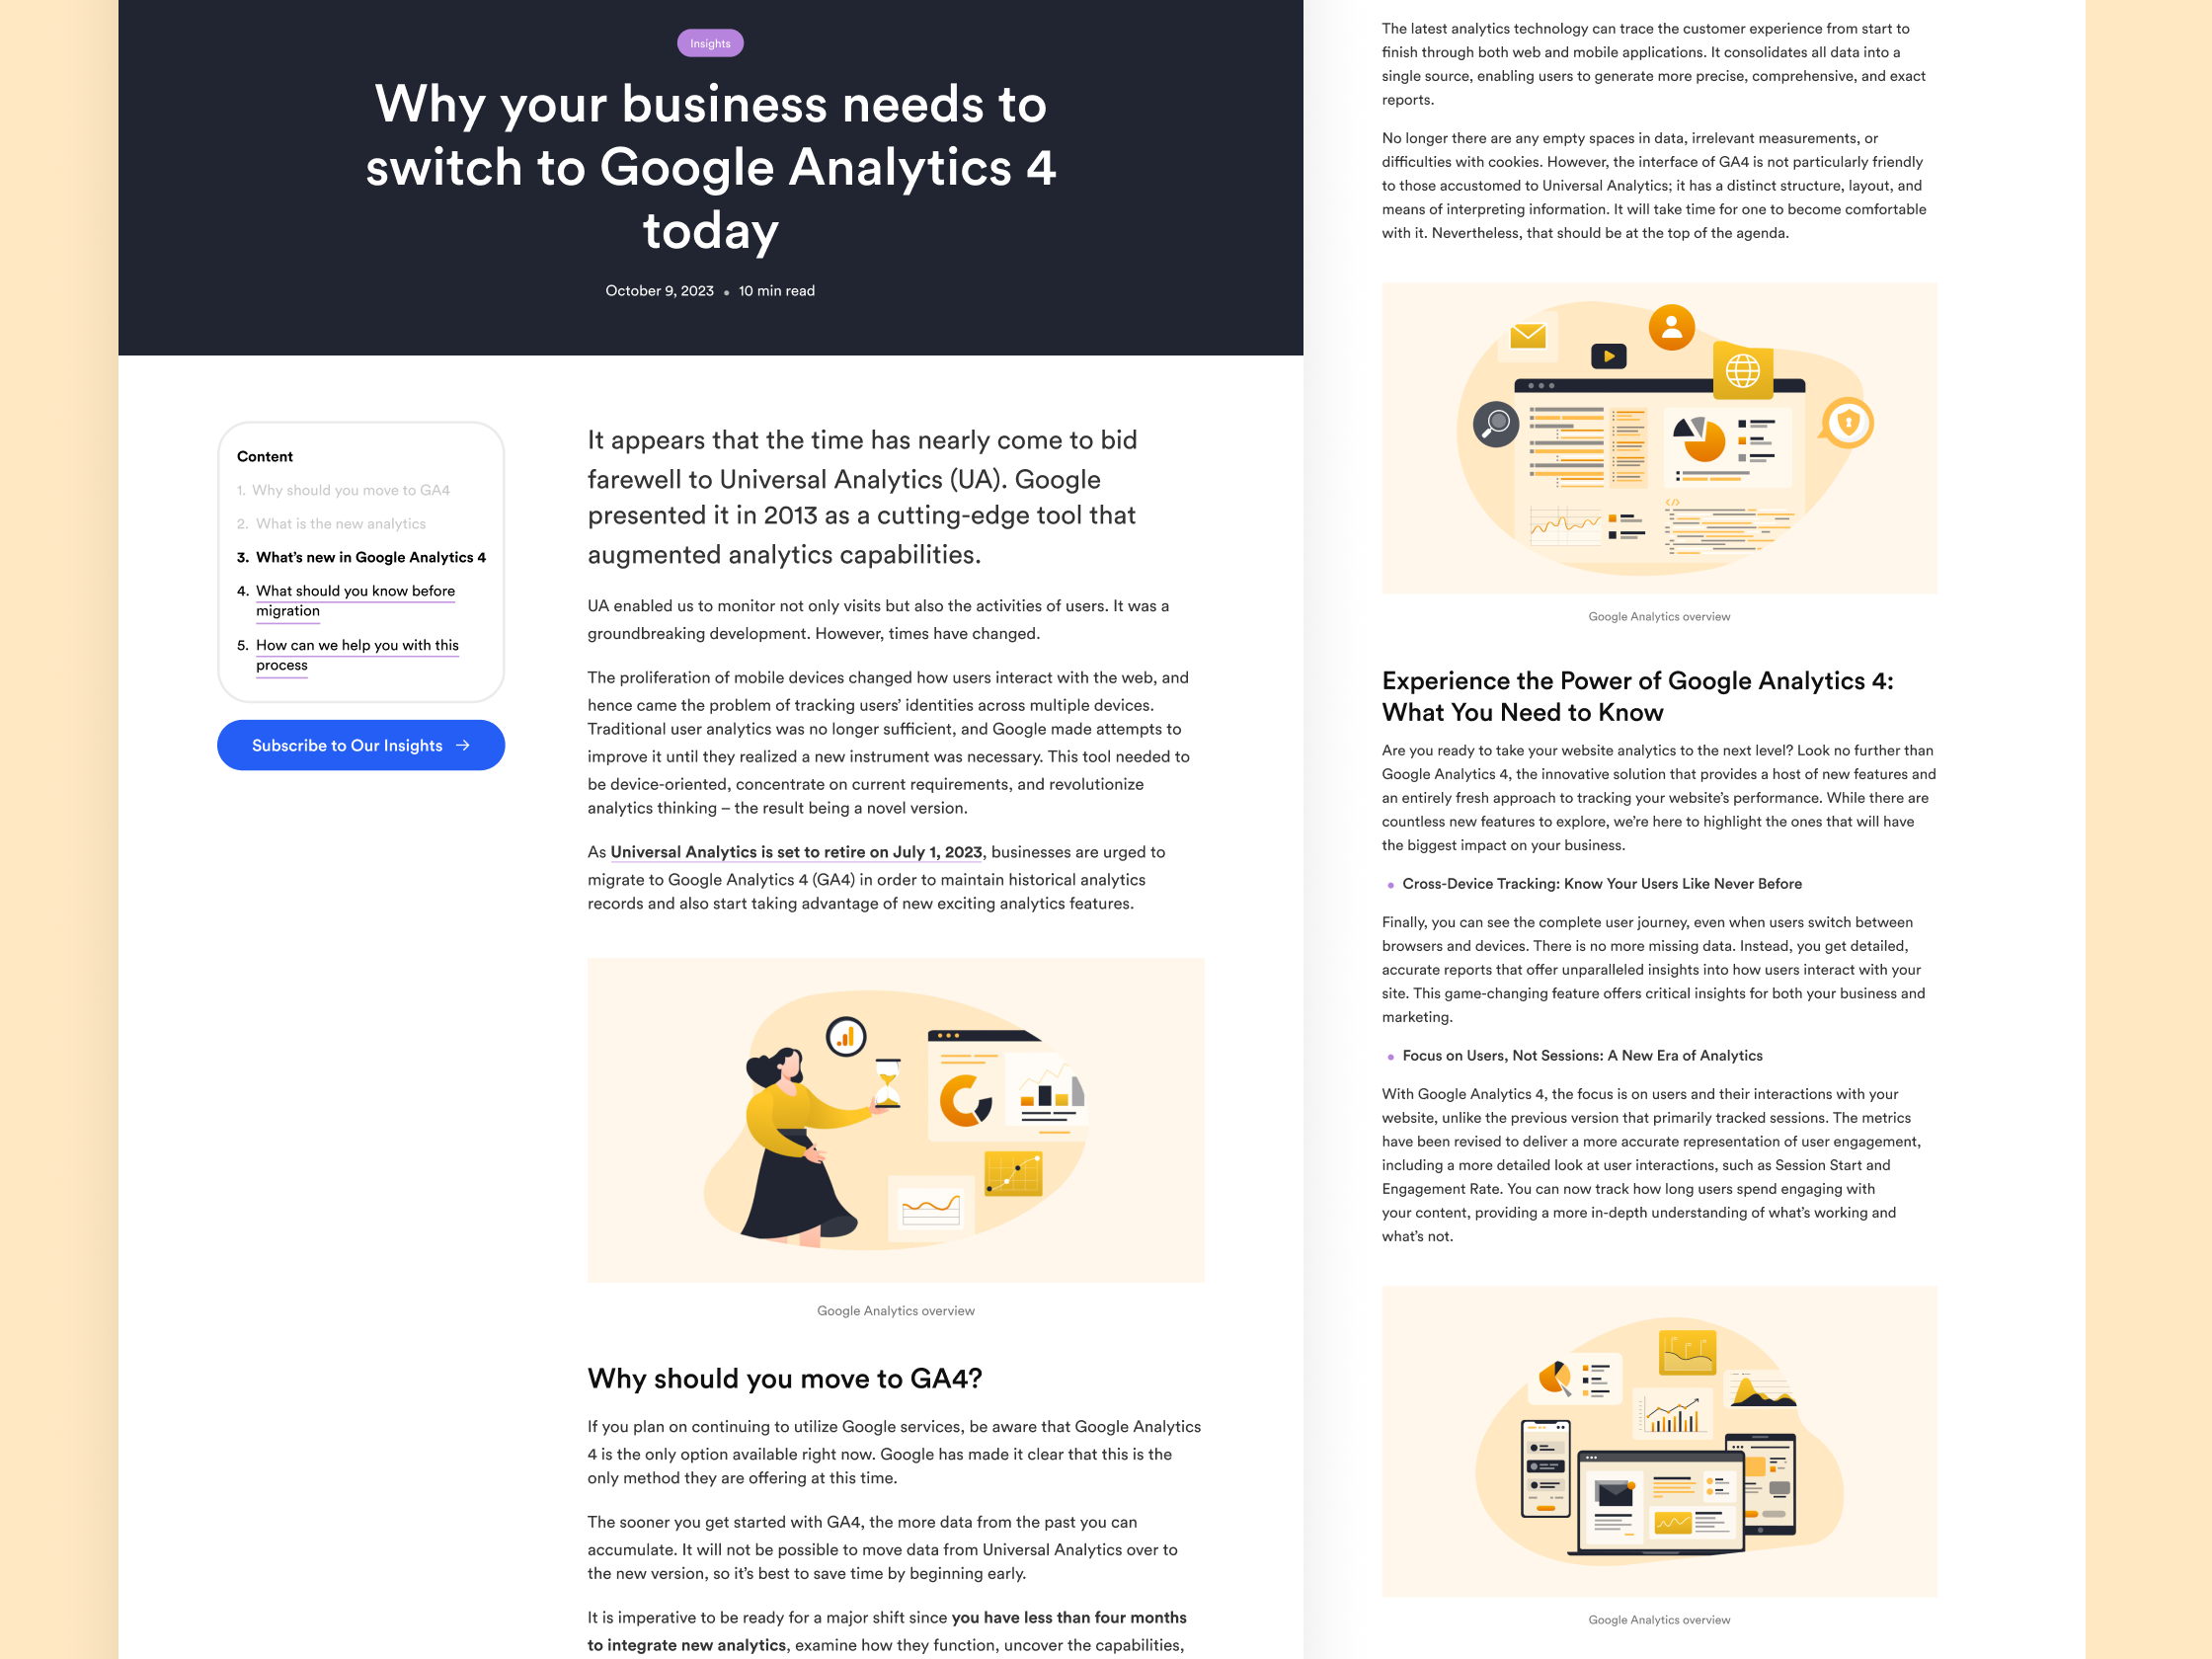 Insights
Why your business needs to
switch to Google Analytics 4
today
October 9, 2023 • 10 min read
Content
1. Why should you move to GA4
2. What is the new analytics
3. What's new in Google Analytics 4
4. What should you know before
migration
5. How can we help you with this
process
Subscribe to Our Insights →
It appears that the time has nearly come to bid
farewell to Universal Analytics (UA). Google
presented it in 2013 as a cutting-edge tool that
augmented analytics capabilities.
UA enabled us to monitor not only visits but also the activities of users. It was a
groundbreaking development. However, times have changed.
The proliferation of mobile devices changed how users interact with the web, and
hence came the problem of tracking users' identities across multiple devices.
Traditional user analytics was no longer sufficient, and Google made attempts to
improve it until they realized a new instrument was necessary. This tool needed to
be device-oriented, concentrate on current requirements, and revolutionize
analytics thinking – the result being a novel version.
As Universal Analytics is set to retire on July 1, 2023, businesses are urged to
migrate to Google Analytics 4 (GA4) in order to maintain historical analytics
records and also start taking advantage of new exciting analytics features.
Google Analytics overview
Why should you move to GA4?
If you plan on continuing to utilize Google services, be aware that Google Analytics
4 is the only option available right now. Google has made it clear that this is the
only method they are offering at this time.
The sooner you get started with GA4, the more data from the past you can
accumulate. It will not be possible to move data from Universal Analytics over to
the new version, so it's best to save time by beginning early.
It is imperative to be ready for a major shift since you have less than four months
to integrate new analytics, examine how they function, uncover the capabilities,
The latest analytics technology can trace the customer experience from start to
finish through both web and mobile applications. It consolidates all data into a
single source, enabling users to generate more precise, comprehensive, and exact
reports.
No longer there are any empty spaces in data, irrelevant measurements, or
difficulties with cookies. However, the interface of GA4 is not particularly friendly
to those accustomed to Universal Analytics; it has a distinct structure, layout, and
means of interpreting information. It will take time for one to become comfortable
with it. Nevertheless, that should be at the top of the agenda.
</>
Google Analytics overview
Experience the Power of Google Analytics 4:
What You Need to Know
Are you ready to take your website analytics to the next level? Look no further than
Google Analytics 4, the innovative solution that provides a host of new features and
an entirely fresh approach to tracking your website's performance. While there are
countless new features to explore, we're here to highlight the ones that will have
the biggest impact on your business.
• Cross-Device Tracking: Know Your Users Like Never Before
Finally, you can see the complete user journey, even when users switch between
browsers and devices. There is no more missing data. Instead, you get detailed,
accurate reports that offer unparalleled insights into how users interact with your
site. This game-changing feature offers critical insights for both your business and
marketing.
• Focus on Users, Not Sessions: A New Era of Analytics
With Google Analytics 4, the focus is on users and their interactions with your
website, unlike the previous version that primarily tracked sessions. The metrics
have been revised to deliver a more accurate representation of user engagement,
including a more detailed look at user interactions, such as Session Start and
Engagement Rate. You can now track how long users spend engaging with
your content, providing a more in-depth understanding of what's working and
what's not.
Google Analytics overview